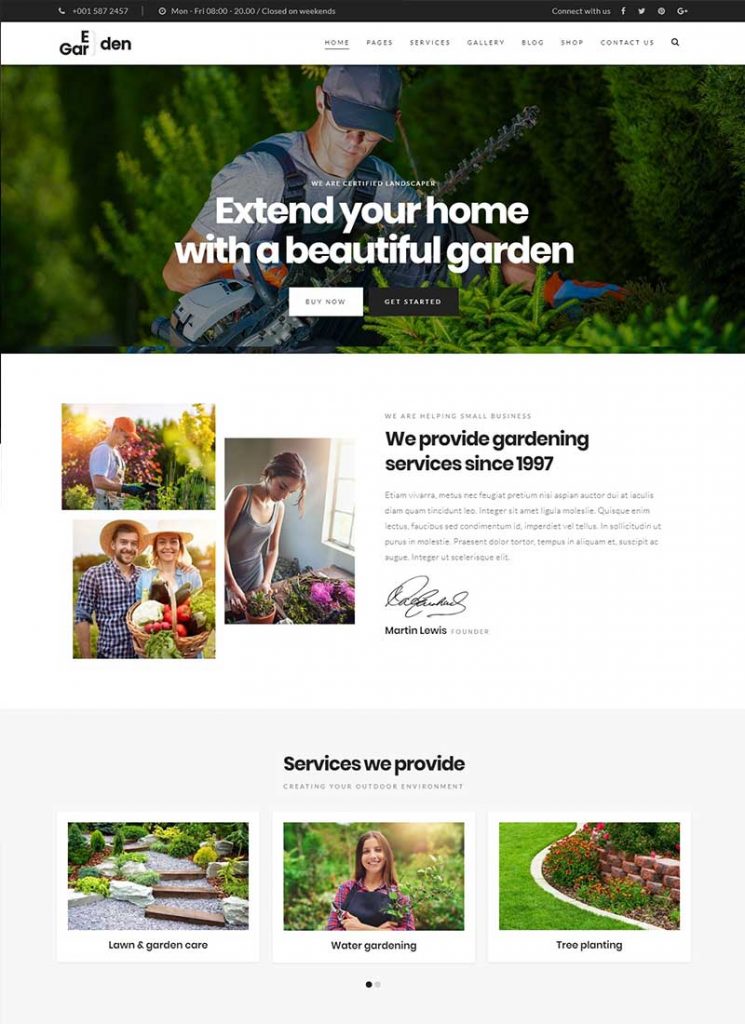 +001 587 2457 | Mon - Fri 08:00 - 20.00 / Closed on weekends Connect with us
E
Gar den
HOME PAGES SERVICES GALLERY BLOG SHOP CONTACT US
WE ARE CERTIFIED LANDSCAPER
Extend your home
with a beautiful garden
BUY NOW GET STARTED
WE ARE HELPING SMALL BUSINESS
We provide gardening
services since 1997
Etiam vivarra, metus nec feugiat pretium nisi aspian auctor dui at iaculis
diam quam tincidunt leo. Integer sit amet ligula molestie. Quisque enim
lectus, faucibus sed condimentum id, imperdiet vel tellus. In sollicitudin ut
purus in molestie. Praesent dolor tortor, tempus in aliquam et, suscipit ac
augue. Integer ut scelerisque elit.
Martin Lewis FOUNDER
Services we provide
CREATING YOUR OUTDOOR ENVIRONMENT
Lawn & garden care
Water gardening
Tree planting